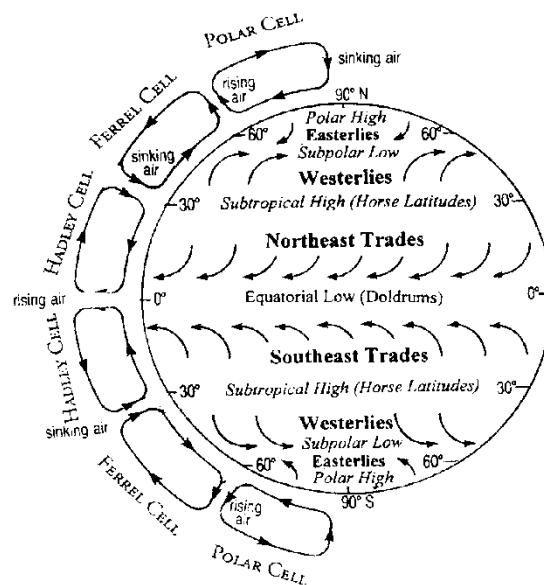 POLAR CELL
sinking air
rising
air
90° N
FERREL CELL
Polar High
60° Easterlies 60°
Subpolar Low
sinking
air
Westerlies
30° Subtropical High (Horse Latitudes) 30°
HADLEY CELL
Northeast Trades
rising air
0° Equatorial Low (Doldrums) 0°
HADLEY CELL
Southeast Trades
30° Subtropical High (Horse Latitudes) 30°
sinking air
Westerlies
Subpolar Low
60° Easterlies 60°
Polar High
FERREL CELL
90° S
rising
air
POLAR CELL